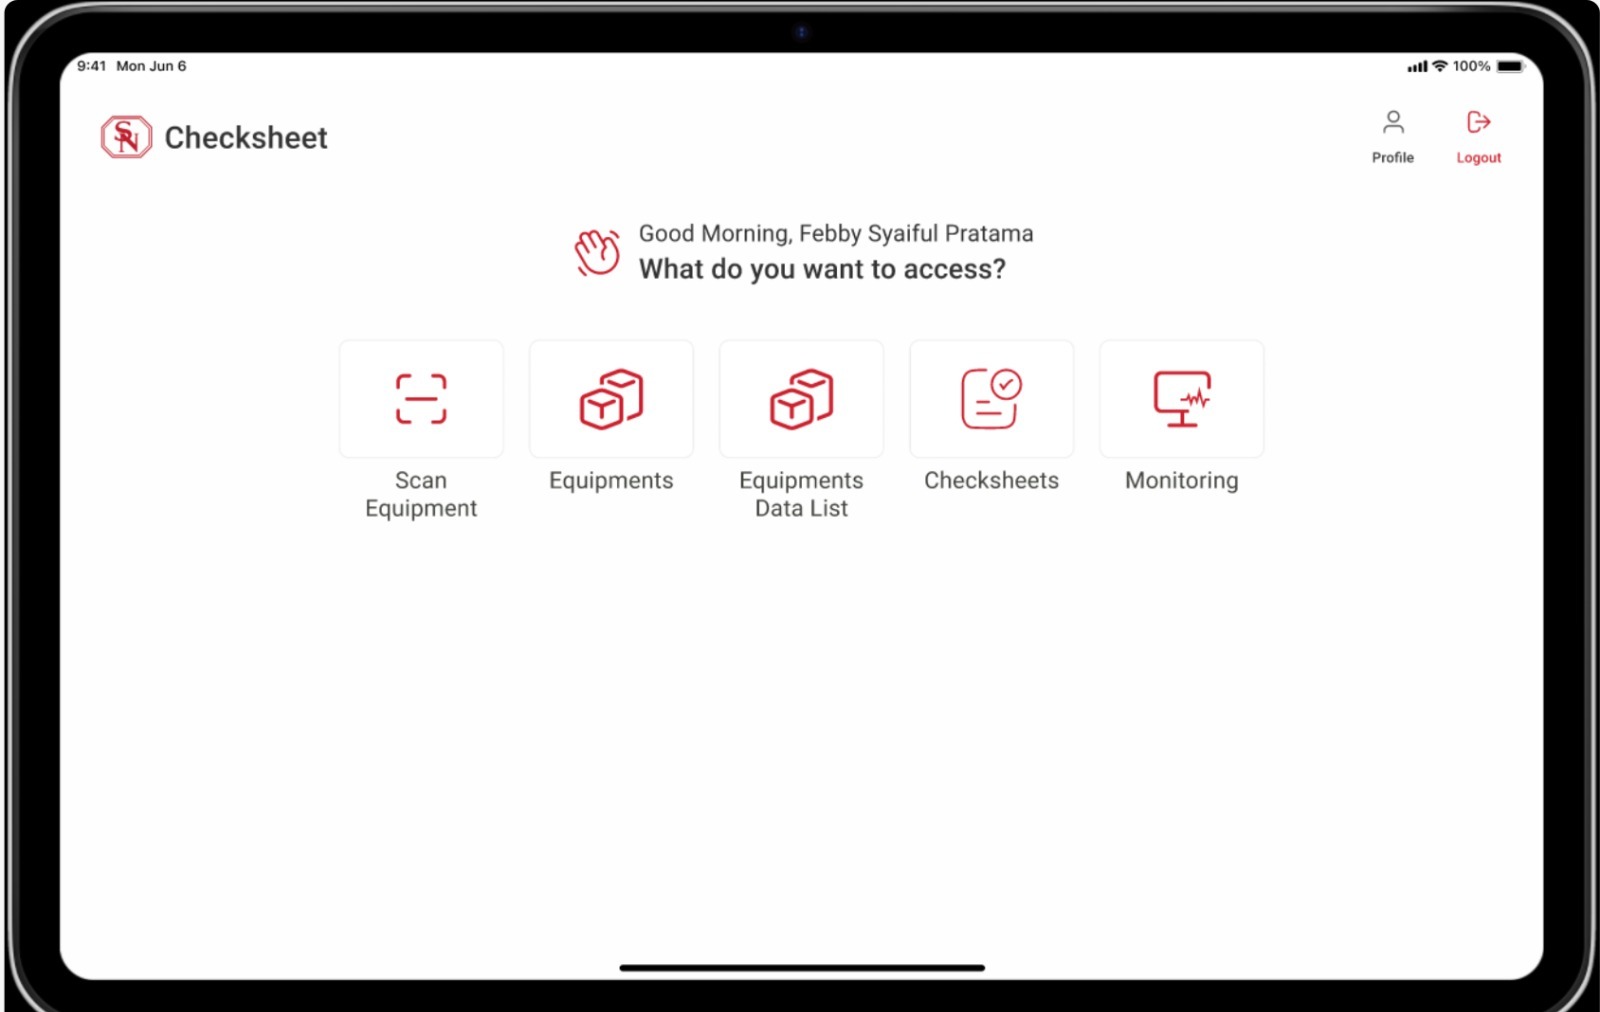 9:41 Mon Jun 6
100%
SN
Checksheet
Profile
Logout
Good Morning, Febby Syaiful Pratama
What do you want to access?
Scan
Equipment
Equipments
Equipments
Data List
Checksheets
Monitoring